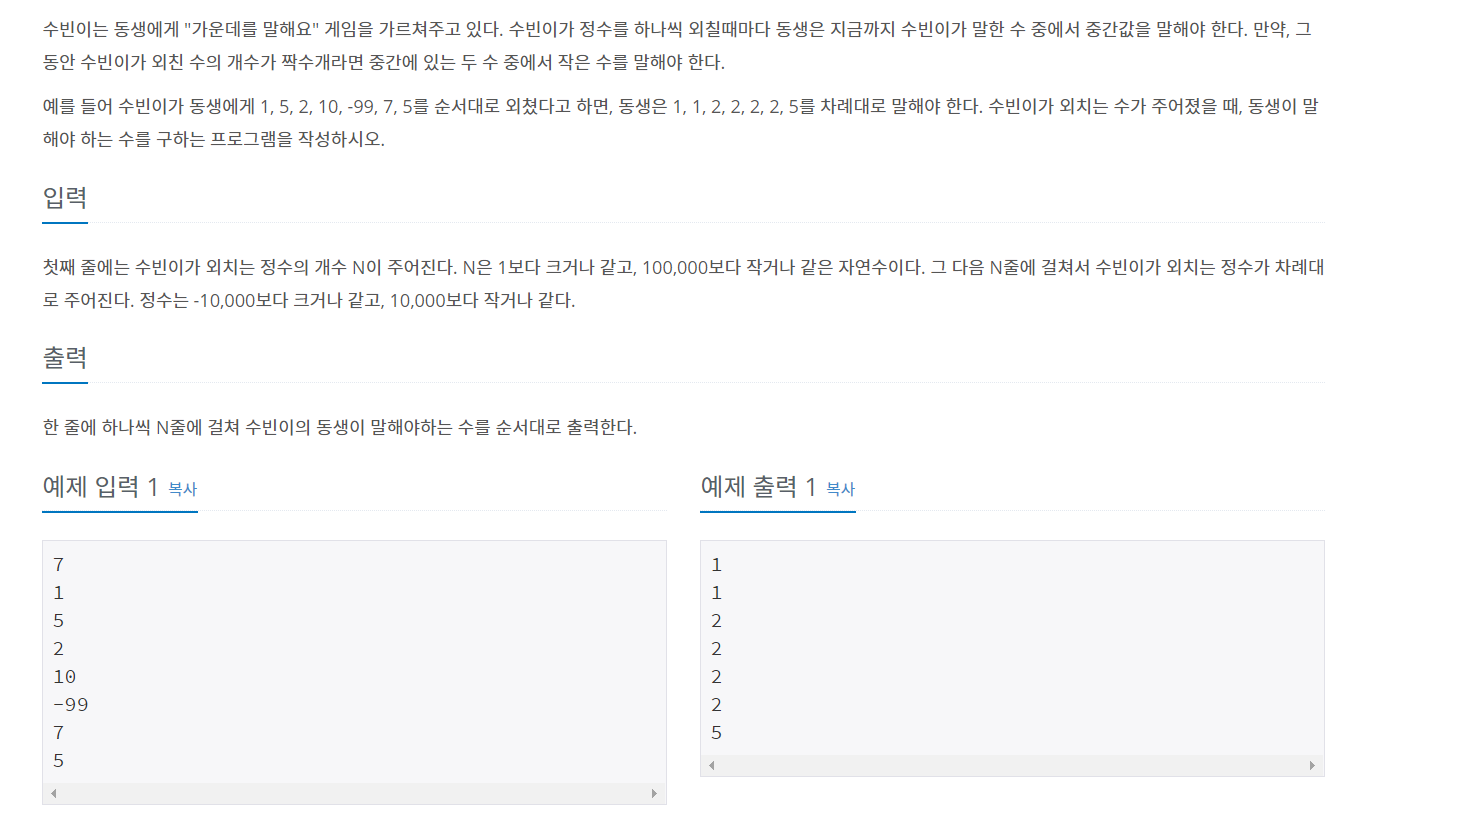 수빈이는 동생에게 "가운데를 말해요" 게임을 가르쳐주고 있다. 수빈이가 정수를 하나씩 외칠때마다 동생은 지금까지 수빈이가 말한 수 중에서 중간값을 말해야 한다. 만약, 그
동안 수빈이가 외친 수의 개수가 짝수개라면 중간에 있는 두 수 중에서 작은 수를 말해야 한다.
예를 들어 수빈이가 동생에게 1, 5, 2, 10, -99, 7, 5를 순서대로 외쳤다고 하면, 동생은 1, 1, 2, 2, 2, 2, 5를 차례대로 말해야 한다. 수빈이가 외치는 수가 주어졌을 때, 동생이 말
해야 하는 수를 구하는 프로그램을 작성하시오.
입력
첫째 줄에는 수빈이가 외치는 정수의 개수 N이 주어진다. N은 1보다 크거나 같고, 100,000보다 작거나 같은 자연수이다. 그 다음 N줄에 걸쳐서 수빈이가 외치는 정수가 차례대
로 주어진다. 정수는 -10,000보다 크거나 같고, 10,000보다 작거나 같다.
출력
한 줄에 하나씩 N줄에 걸쳐 수빈이의 동생이 말해야하는 수를 순서대로 출력한다.
예제 입력 1 복사
7
1
5
2
10
-99
7
5
예제 출력 1 복사
1
1
2
2
2
2
5